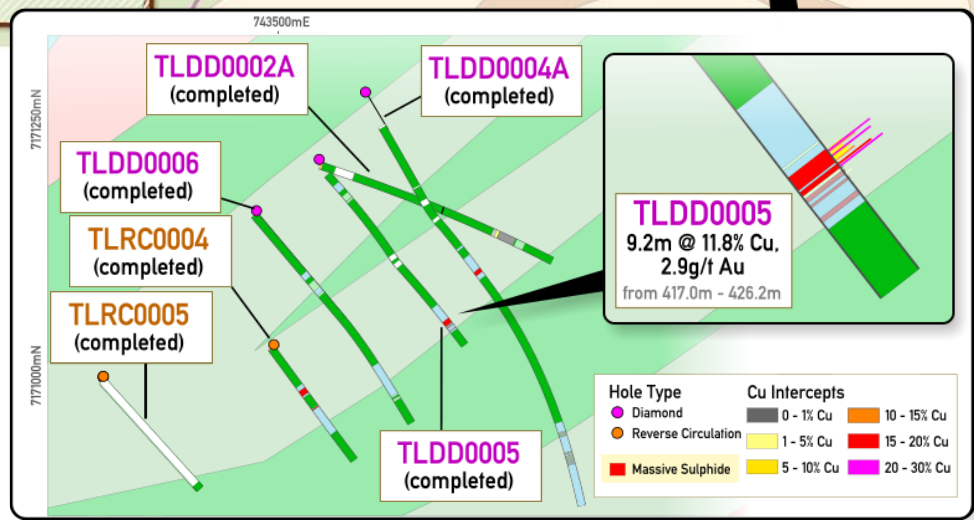 743500mE
7171250mN
7171000mN
TLDD0002A
(completed)
TLDD0004A
(completed)
TLDD0006
(completed)
TLRC0004
(completed)
TLRC0005
(completed)
TLDD0005
(completed)
TLDD0005
9.2m @ 11.8% Cu,
2.9g/t Au
from 417.0m - 426.2m
Hole Type
Diamond
Reverse Circulation
Massive Sulphide
Cu Intercepts
0 - 1% Cu
1 - 5% Cu
5 - 10% Cu
10 - 15% Cu
15 - 20% Cu
20 - 30% Cu